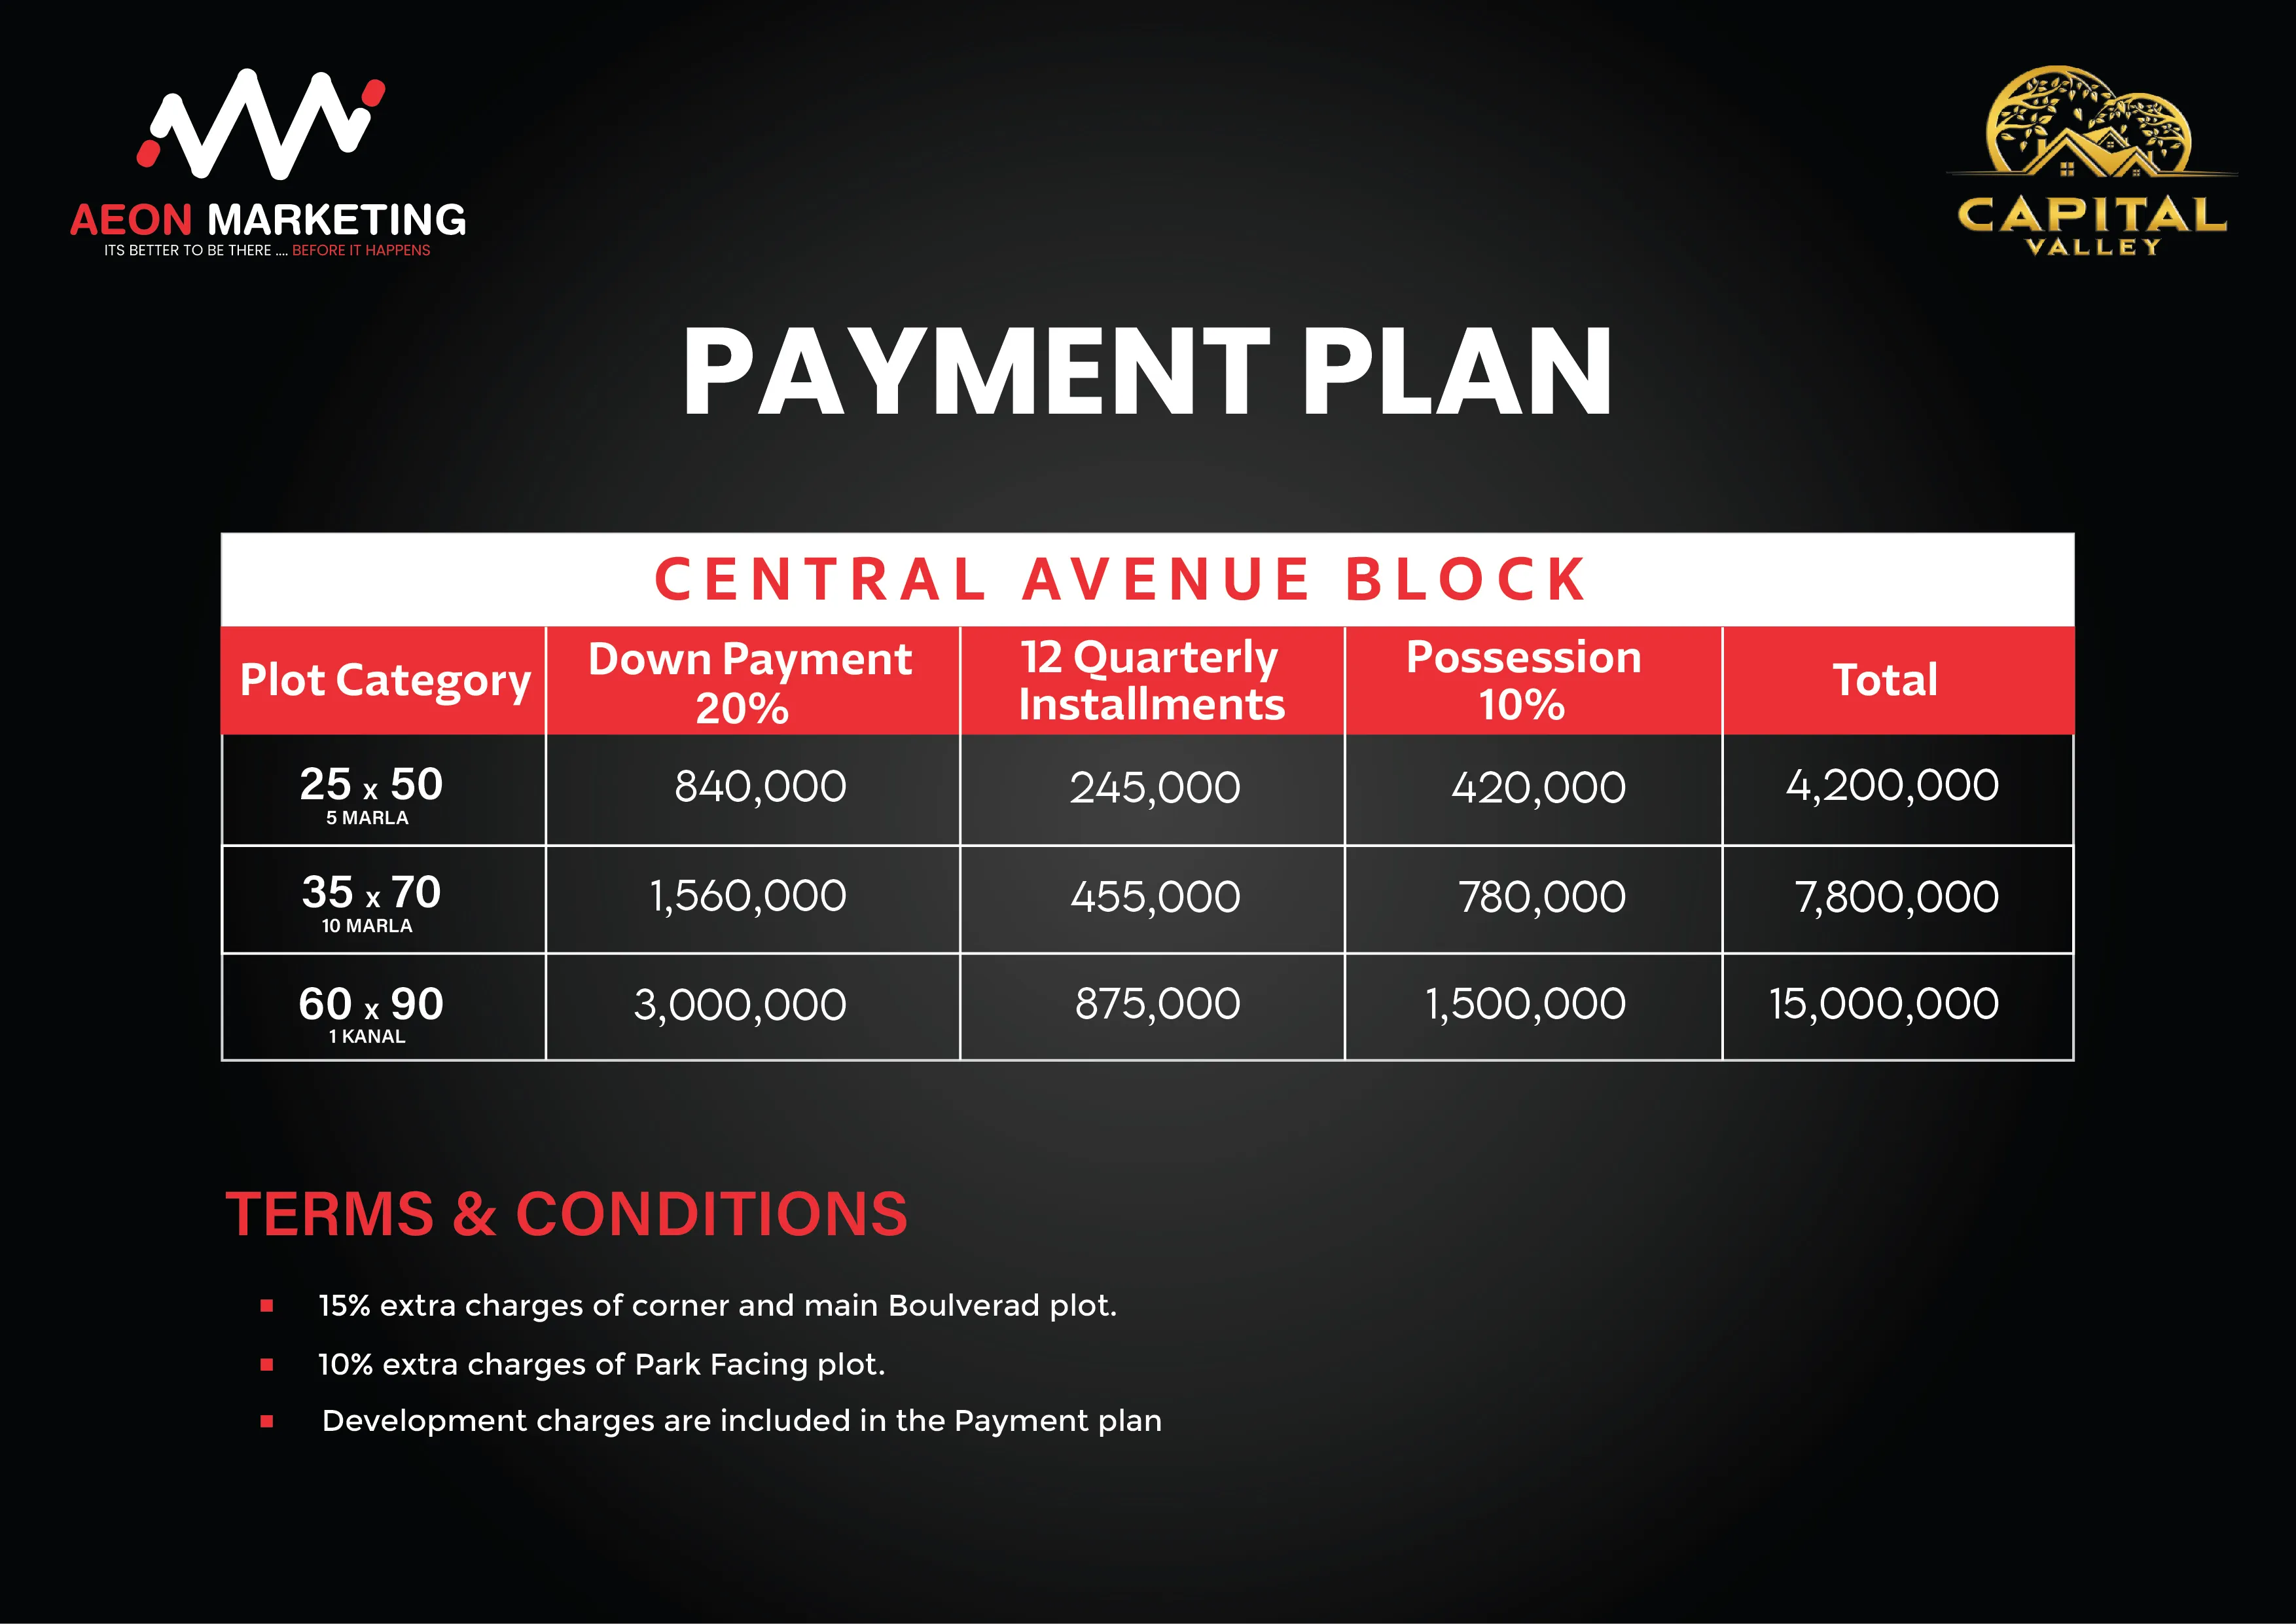 AEON MARKETING
ITS BETTER TO BE THERE .... BEFORE IT HAPPENS
CAPITAL
VALLEY
PAYMENT PLAN
CENTRAL AVENUE BLOCK
Plot Category Down Payment 20% 12 Quarterly Installments Possession 10% Total
25 x 50 840,000 245,000 420,000 4,200,000
5 MARLA
35 x 70 1,560,000 455,000 780,000 7,800,000
10 MARLA
60 x 90 3,000,000 875,000 1,500,000 15,000,000
1 KANAL
TERMS & CONDITIONS
15% extra charges of corner and main Boulverad plot.
10% extra charges of Park Facing plot.
Development charges are included in the Payment plan